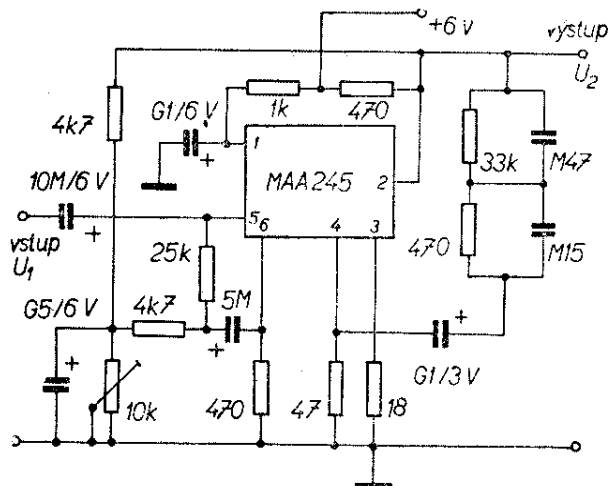 +6 V
vystup
U2
1k
470
4k7
G1/6 V
+
1
MAA245
2
33k
M47
10M/6 V
+
5
6
4
3
vstup
U1
25k
470
M15
G5/6 V
4k7
5M
+
+
+
G1/3 V
10k
470
47
18